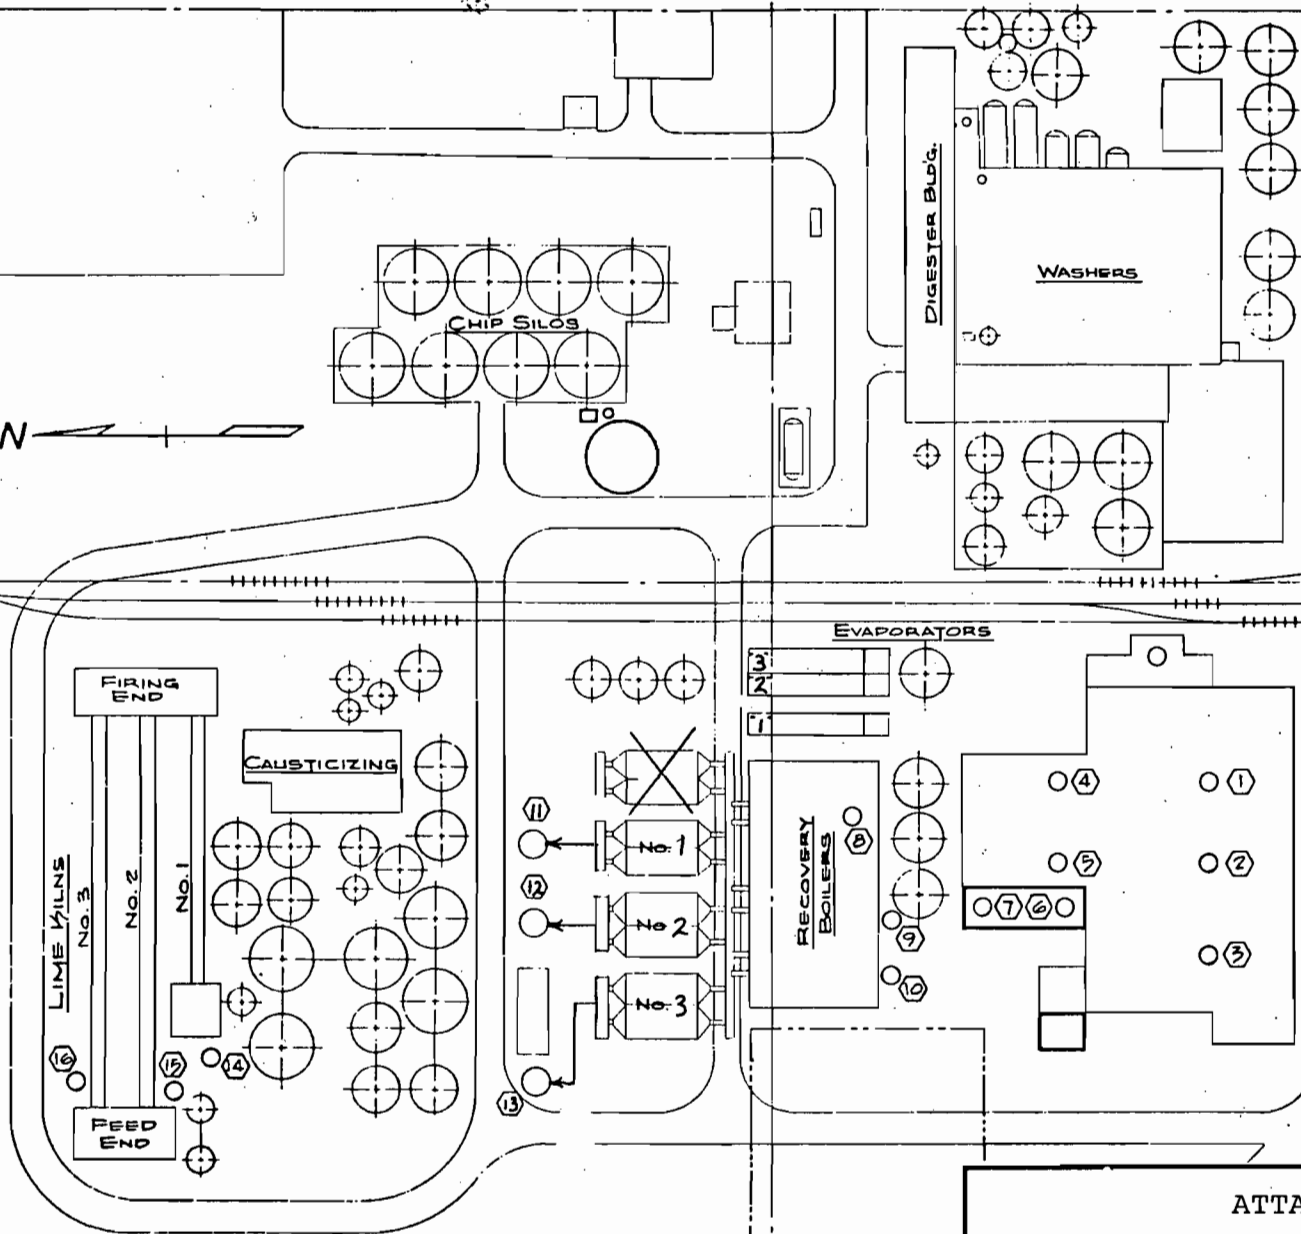 DIGESTER BLD'G.
WASHERS
CHIP SILOS
N
EVAPORATORS
3
2
1
FIRING
END
CAUSTICIZING
LIME KILNS
No. 3
No. 2
No. 1
No. 1
No. 2
No. 3
RECOVERY
BOILERS
4
1
5
2
7
6
3
8
9
10
11
12
13
16
15
14
FEED
END
ATTA